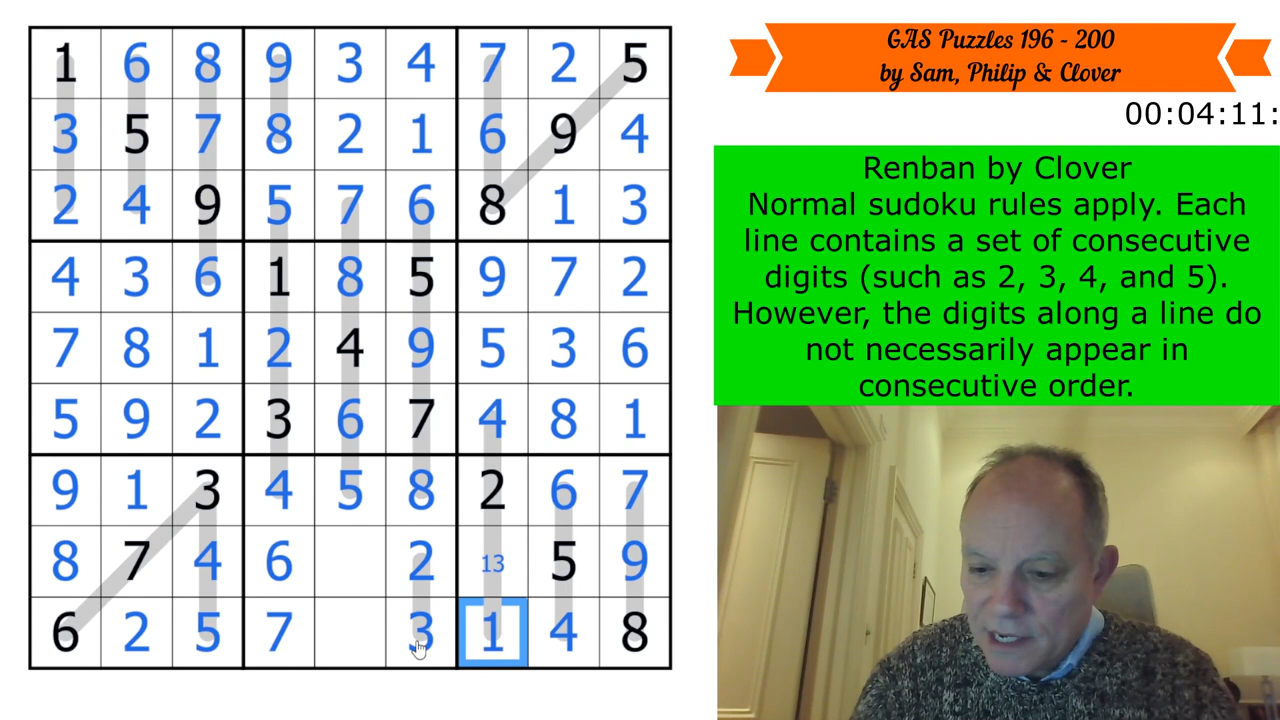 GAS Puzzles 196 - 200
by Sam, Philip & Clover
00:04:11:
Renban by Clover
Normal sudoku rules apply. Each
line contains a set of consecutive
digits (such as 2, 3, 4, and 5).
However, the digits along a line do
not necessarily appear in
consecutive order.
1 6 8 9 3 4 7 2 5
3 5 7 8 2 1 6 9 4
2 4 9 5 7 6 8 1 3
4 3 6 1 8 5 9 7 2
7 8 1 2 4 9 5 3 6
5 9 2 3 6 7 4 8 1
9 1 3 4 5 8 2 6 7
8 7 4 6 2 13 5 9
6 2 5 7 3 1 4 8